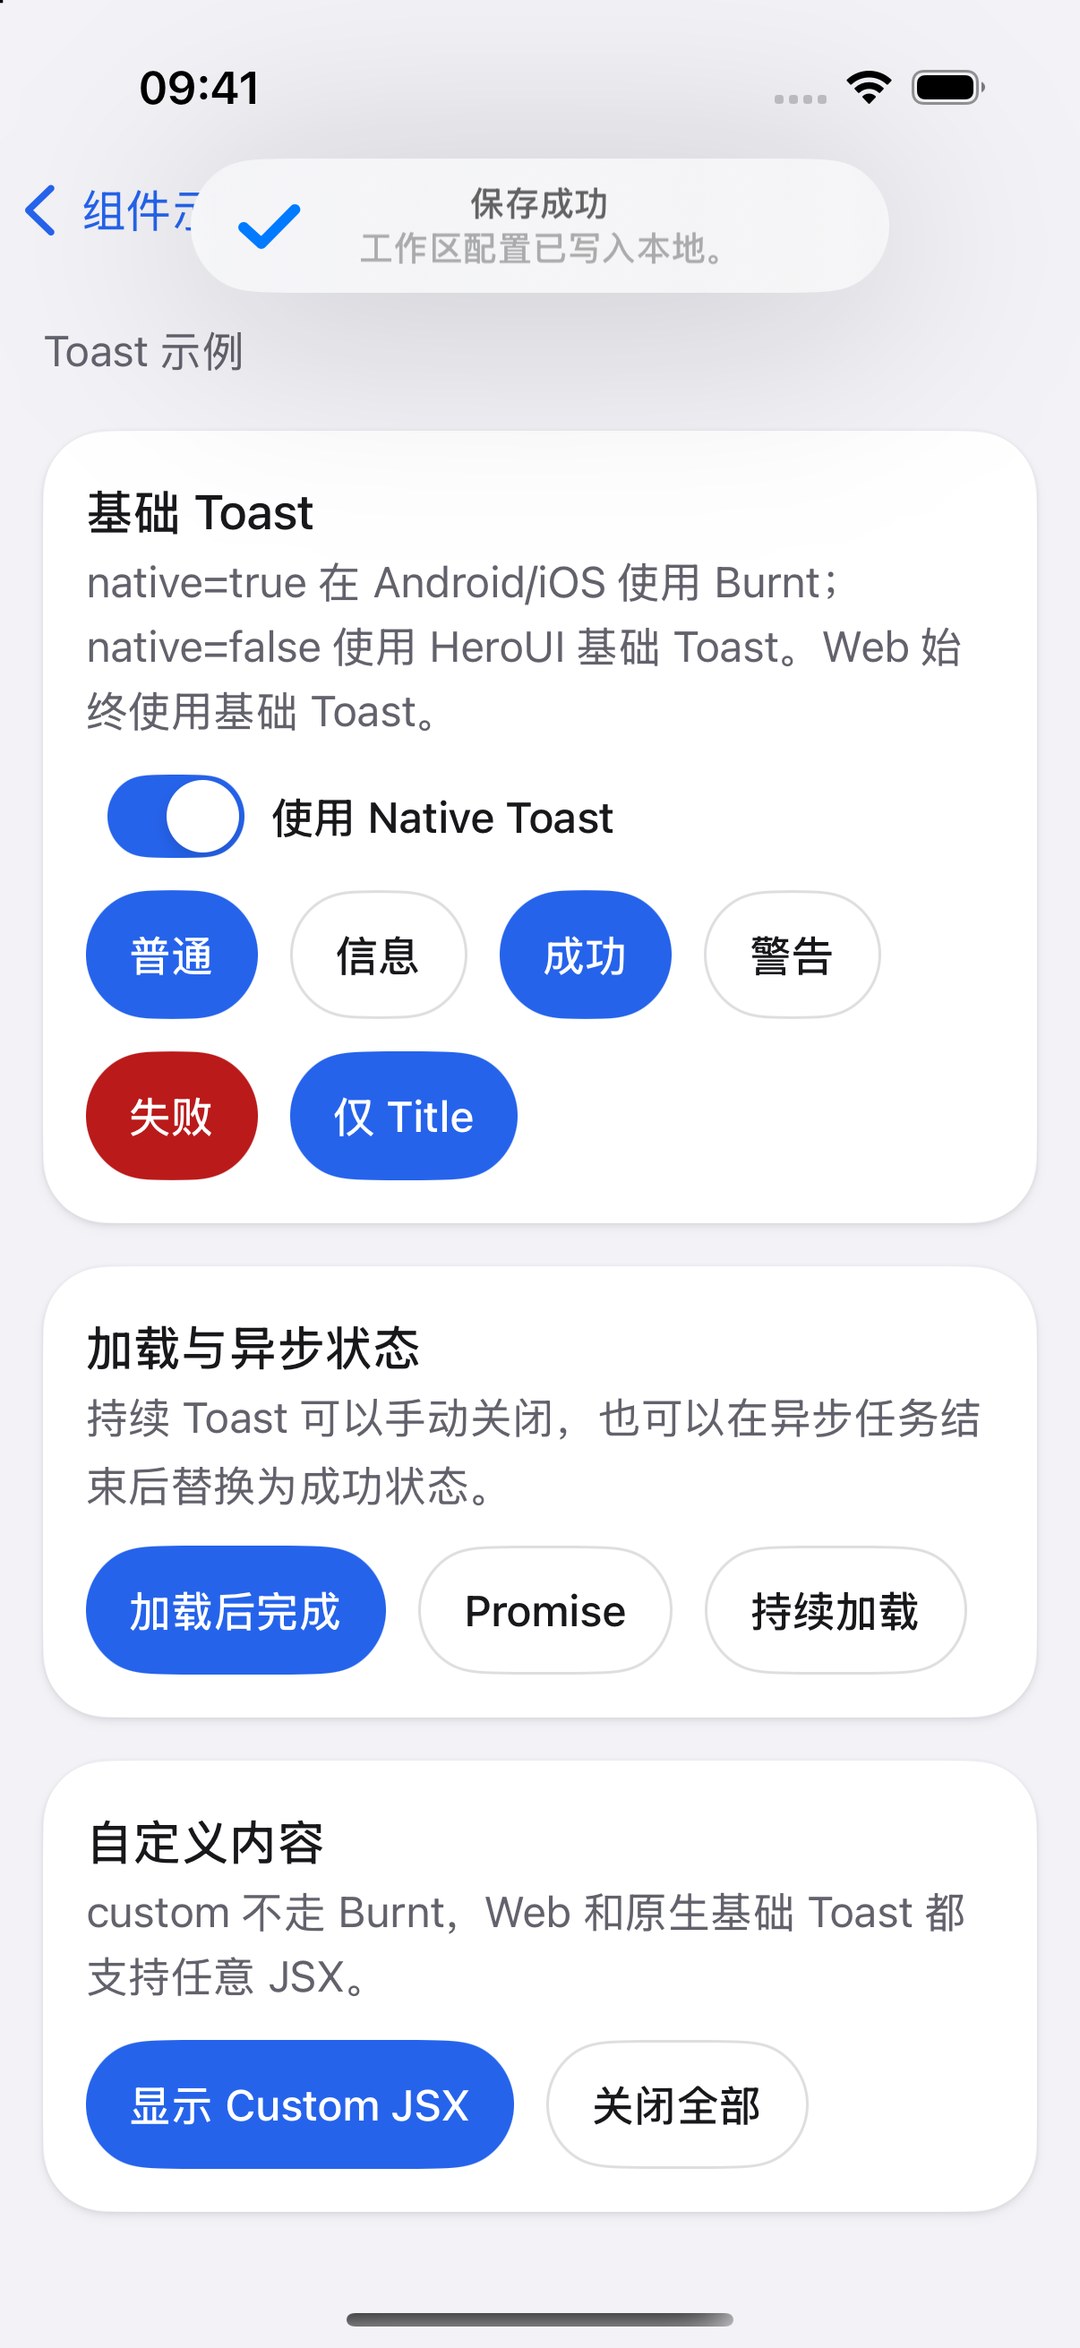 09:41
组件示
保存成功
工作区配置已写入本地。
Toast 示例
基础 Toast
native=true 在 Android/iOS 使用 Burnt；
native=false 使用 HeroUI 基础 Toast。Web 始
终使用基础 Toast。
使用 Native Toast
普通
信息
成功
警告
失败
仅 Title
加载与异步状态
持续 Toast 可以手动关闭，也可以在异步任务结
束后替换为成功状态。
加载后完成
Promise
持续加载
自定义内容
custom 不走 Burnt，Web 和原生基础 Toast 都
支持任意 JSX。
显示 Custom JSX
关闭全部